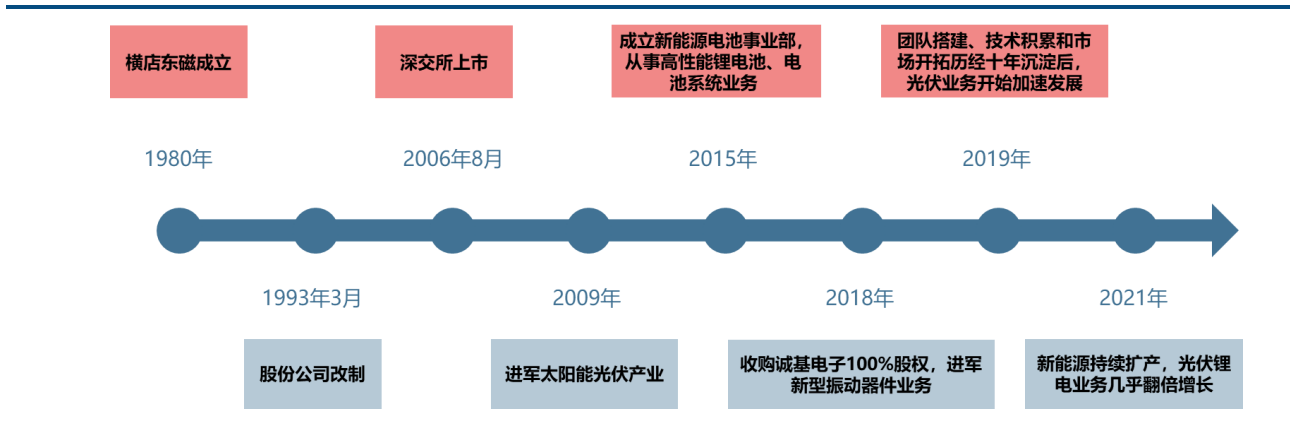 横店东磁成立
深交所上市
成立新能源电池事业部，
从事高性能锂电池、电
池系统业务
团队搭建、技术积累和市
场开拓历经十年沉淀后，
光伏业务开始加速发展
1980年
2006年8月
2015年
2019年
1993年3月
2009年
2018年
2021年
股份公司改制
进军太阳能光伏产业
收购诚基电子100%股权，进军
新型振动器件业务
新能源持续扩产，光伏锂
电业务几乎翻倍增长